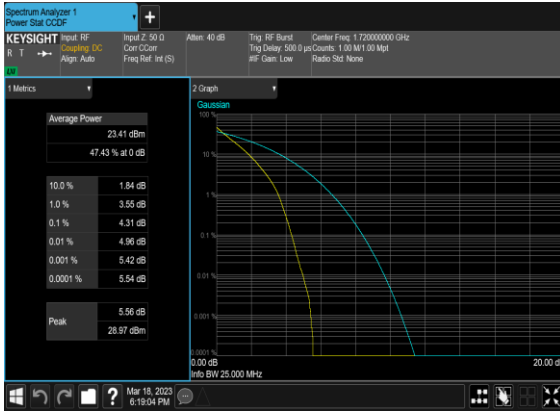 Spectrum Analyzer 1
Power Stat CCDF
KEYSIGHT
R T
Input: RF
Coupling: DC
Align: Auto
Input Z: 50 Ω
Corr CCorr
Freq Ref: Int (S)
Atten: 40 dB
Trig: RF Burst
Trig Delay: 500.0 µs
#IF Gain: Low
Center Freq: 1.720000000 GHz
Counts: 1.00 M/1.00 Mpt
Radio Std: None
1 Metrics
Average Power
23.41 dBm
47.43 % at 0 dB
10.0 % 1.84 dB
1.0 % 3.55 dB
0.1 % 4.31 dB
0.01 % 4.96 dB
0.001 % 5.42 dB
0.0001 % 5.54 dB
Peak
5.56 dB
28.97 dBm
2 Graph
Gaussian
100 %
10 %
1 %
0.1 %
0.01 %
0.001 %
0.0001 %
0.00 dB
20.00 d
Info BW 25.000 MHz
?
Mar 18, 2023
6:19:04 PM